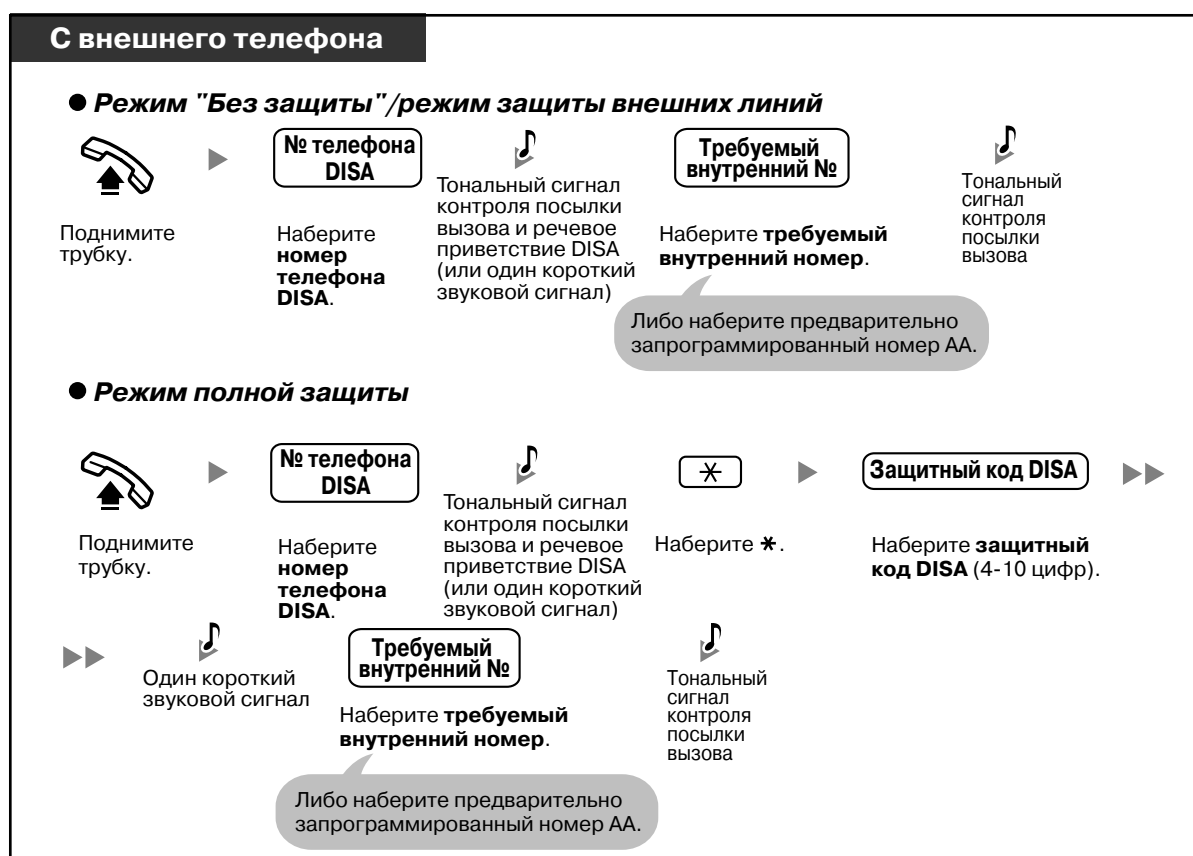 С внешнего телефона
● Режим "Без защиты"/режим защиты внешних линий
№ телефона
DISA
Требуемый
внутренний №
Поднимите
трубку.
Наберите
номер
телефона
DISA.
Тональный сигнал
контроля посылки
вызова и речевое
приветствие DISA
(или один короткий
звуковой сигнал)
Наберите требуемый
внутренний номер.
Тональный
сигнал
контроля
посылки
вызова
Либо наберите предварительно
запрограммированный номер АА.
● Режим полной защиты
№ телефона
DISA
Защитный код DISA
Поднимите
трубку.
Наберите
номер
телефона
DISA.
Тональный сигнал
контроля посылки
вызова и речевое
приветствие DISA
(или один короткий
звуковой сигнал)
Наберите *.
Наберите защитный
код DISA (4-10 цифр).
Один короткий
звуковой сигнал
Требуемый
внутренний №
Наберите требуемый
внутренний номер.
Тональный
сигнал
контроля
посылки
вызова
Либо наберите предварительно
запрограммированный номер АА.